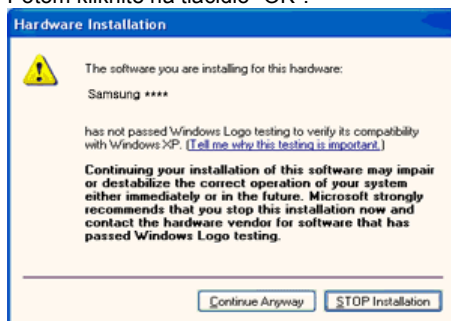 Potom kliknite na tlačidlo "OK".
Hardware Installation
The software you are installing for this hardware:
Samsung ****
has not passed Windows Logo testing to verify its compatibility
with Windows XP. (Tell me why this testing is important.)
Continuing your installation of this software may impair
or destabilize the correct operation of your system
either immediately or in the future. Microsoft strongly
recommends that you stop this installation now and
contact the hardware vendor for software that has
passed Windows Logo testing.
Continue Anyway
STOP Installation